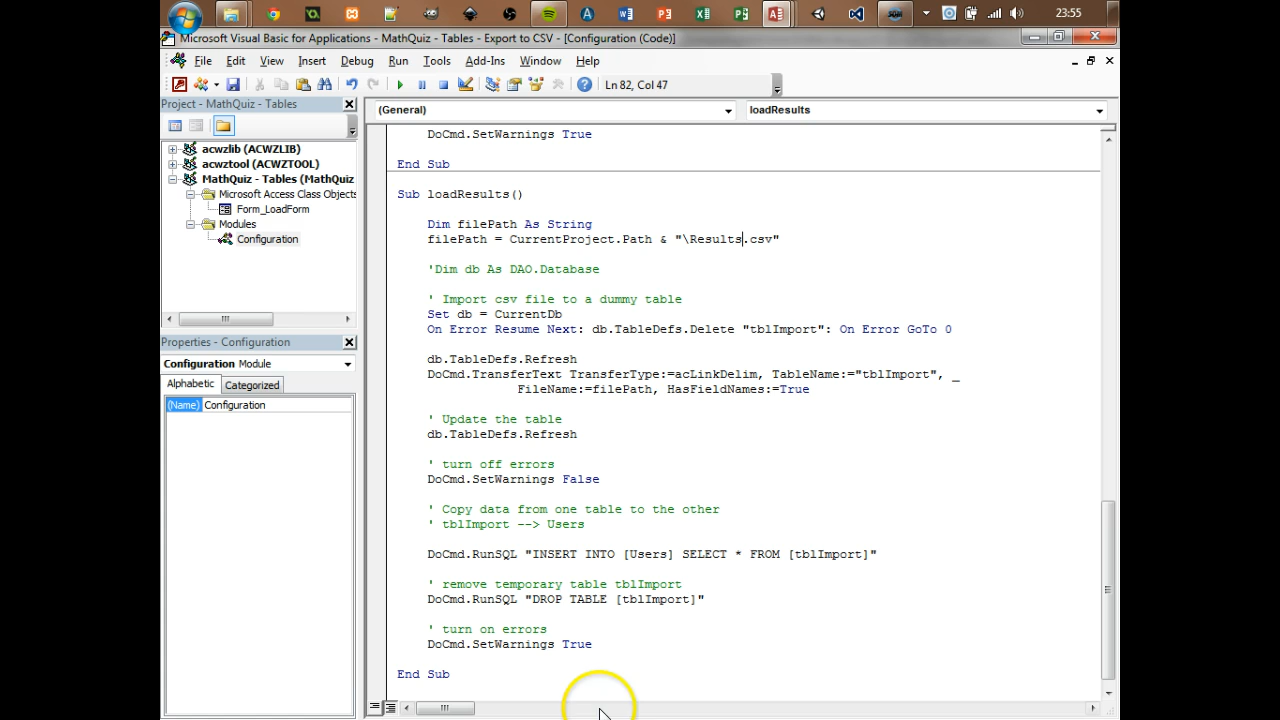 23:55
Microsoft Visual Basic for Applications - MathQuiz - Tables - Export to CSV - [Configuration (Code)]
File Edit View Insert Debug Run Tools Add-Ins Window Help
Ln 82, Col 47
Project - MathQuiz - Tables
acwzlib (ACWZLIB)
acwztool (ACWZTOOL)
MathQuiz - Tables (MathQuiz
Microsoft Access Class Objects
Form_LoadForm
Modules
Configuration
Properties - Configuration
Configuration Module
Alphabetic Categorized
(Name) Configuration
(General) loadResults
DoCmd.SetWarnings True
End Sub
Sub loadResults()
Dim filePath As String
filePath = CurrentProject.Path & "\Results.csv"
'Dim db As DAO.Database
' Import csv file to a dummy table
Set db = CurrentDb
On Error Resume Next: db.TableDefs.Delete "tblImport": On Error GoTo 0
db.TableDefs.Refresh
DoCmd.TransferText TransferType:=acLinkDelim, TableName:="tblImport", _
FileName:=filePath, HasFieldNames:=True
' Update the table
db.TableDefs.Refresh
' turn off errors
DoCmd.SetWarnings False
' Copy data from one table to the other
' tblImport --> Users
DoCmd.RunSQL "INSERT INTO [Users] SELECT * FROM [tblImport]"
' remove temporary table tblImport
DoCmd.RunSQL "DROP TABLE [tblImport]"
' turn on errors
DoCmd.SetWarnings True
End Sub